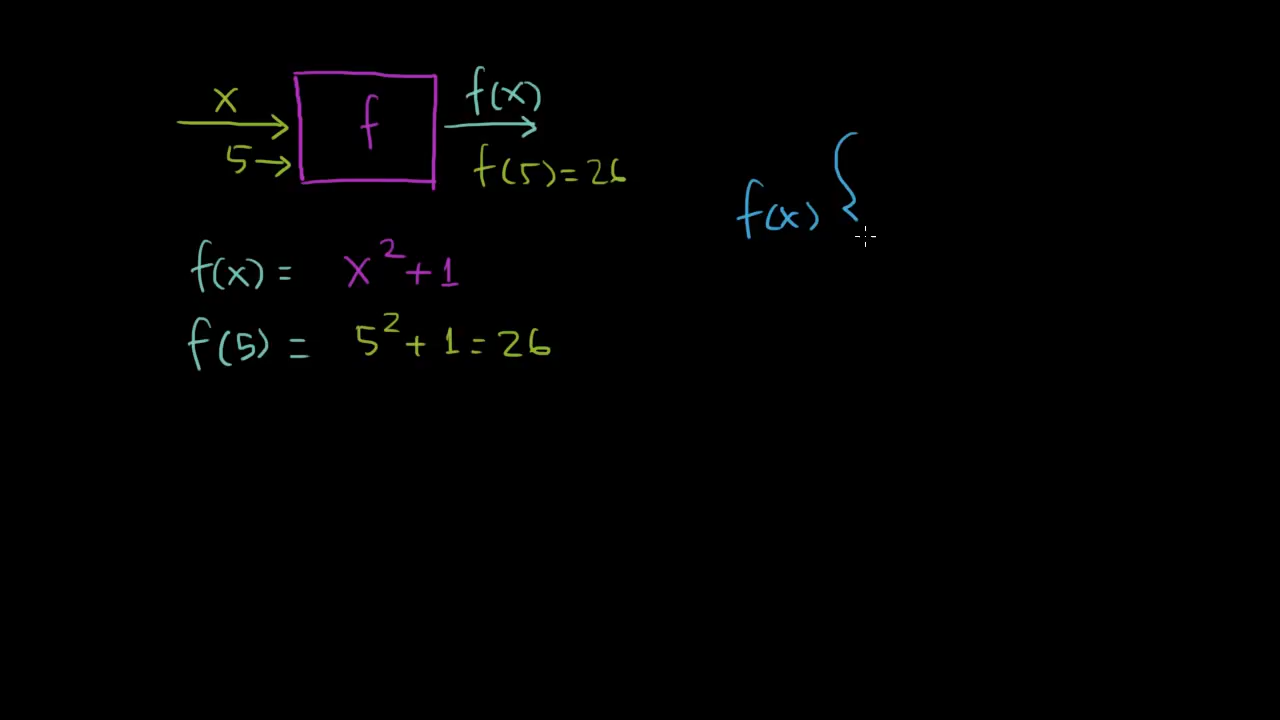 x f f(x)
5 f(5)=26
f(x) {
f(x) = x²+1
f(5) = 5²+1=26